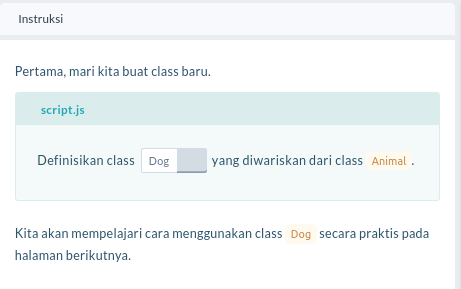 Instruksi
Pertama, mari kita buat class baru.
script.js
Definisikan class Dog yang diwariskan dari class Animal .
Kita akan mempelajari cara menggunakan class Dog secara praktis pada
halaman berikutnya.